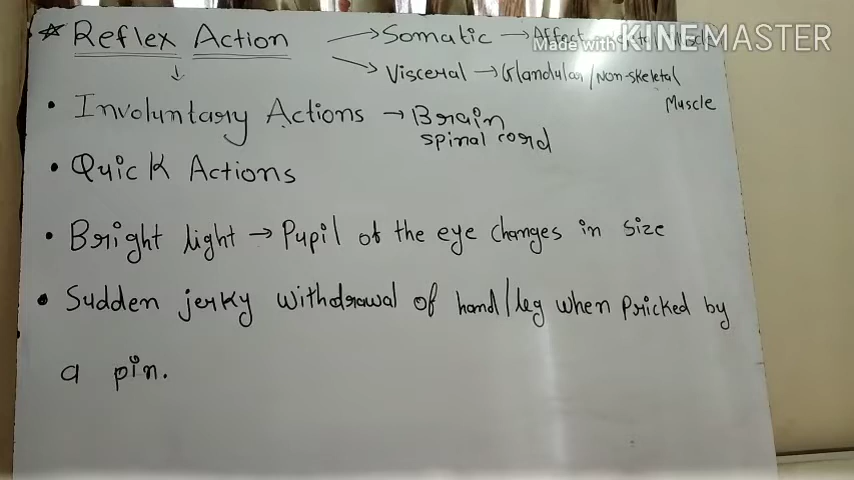 ☆ Reflex Action → Somatic → Affect
Made with KINEMASTER
→ Visceral → Glandular/Non-skeletal
Muscle
• Involuntary Actions → Brain
spinal cord
• Quick Actions
• Bright light → Pupil of the eye changes in size
• Sudden jerky withdrawal of hand/leg when pricked by
a pin.